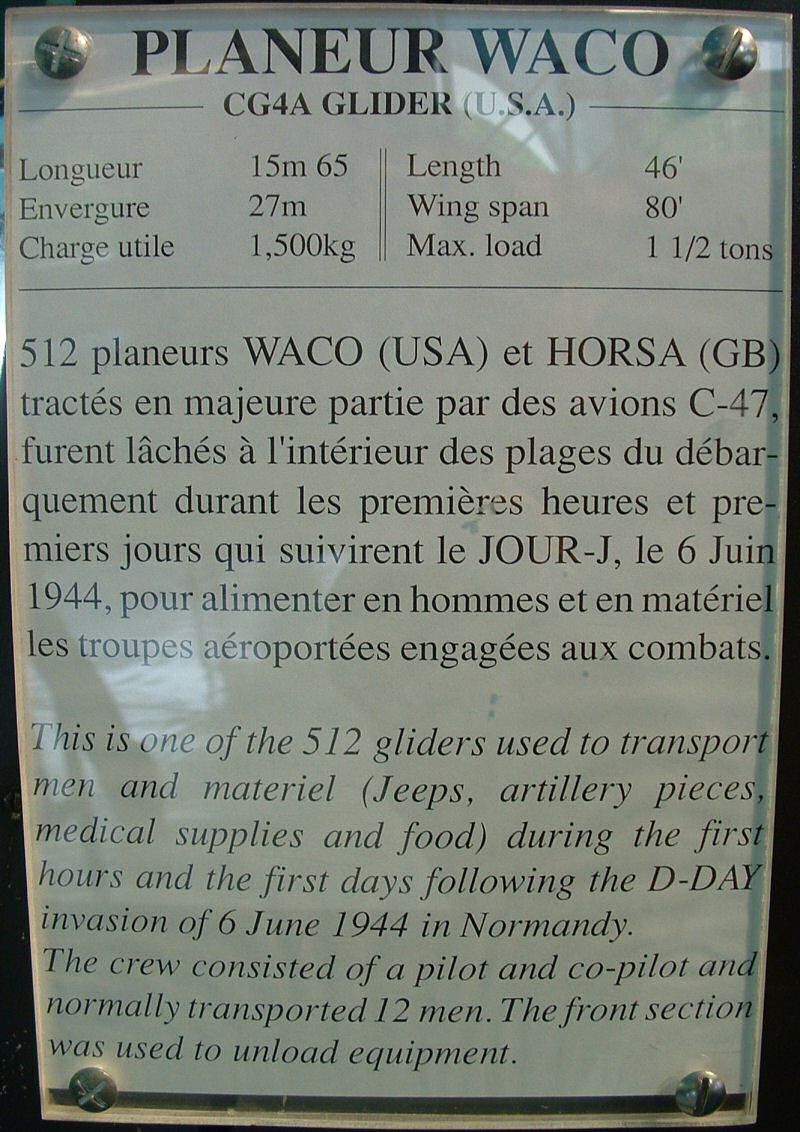 PLANEUR WACO
CG4A GLIDER (U.S.A.)
Longueur 15m 65 Length 46'
Envergure 27m Wing span 80'
Charge utile 1,500kg Max. load 1 1/2 tons
512 planeurs WACO (USA) et HORSA (GB)
tractés en majeure partie par des avions C-47,
furent lâchés à l'intérieur des plages du débar-
quement durant les premières heures et pre-
miers jours qui suivirent le JOUR-J, le 6 Juin
1944, pour alimenter en hommes et en matériel
les troupes aéroportées engagées aux combats.
This is one of the 512 gliders used to transport
men and materiel (Jeeps, artillery pieces,
medical supplies and food) during the first
hours and the first days following the D-DAY
invasion of 6 June 1944 in Normandy.
The crew consisted of a pilot and co-pilot and
normally transported 12 men. The front section
was used to unload equipment.